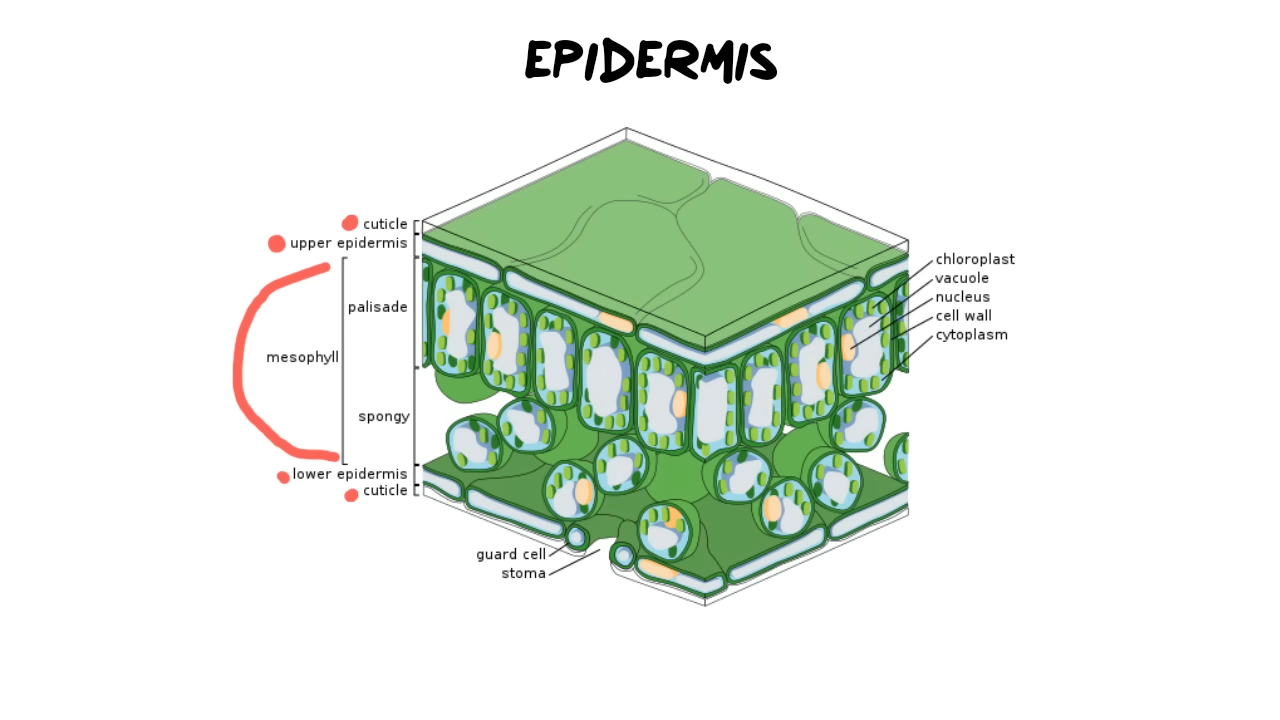 EPIDERMIS
cuticle
upper epidermis
palisade
mesophyll
spongy
lower epidermis
cuticle
guard cell
stoma
chloroplast
vacuole
nucleus
cell wall
cytoplasm